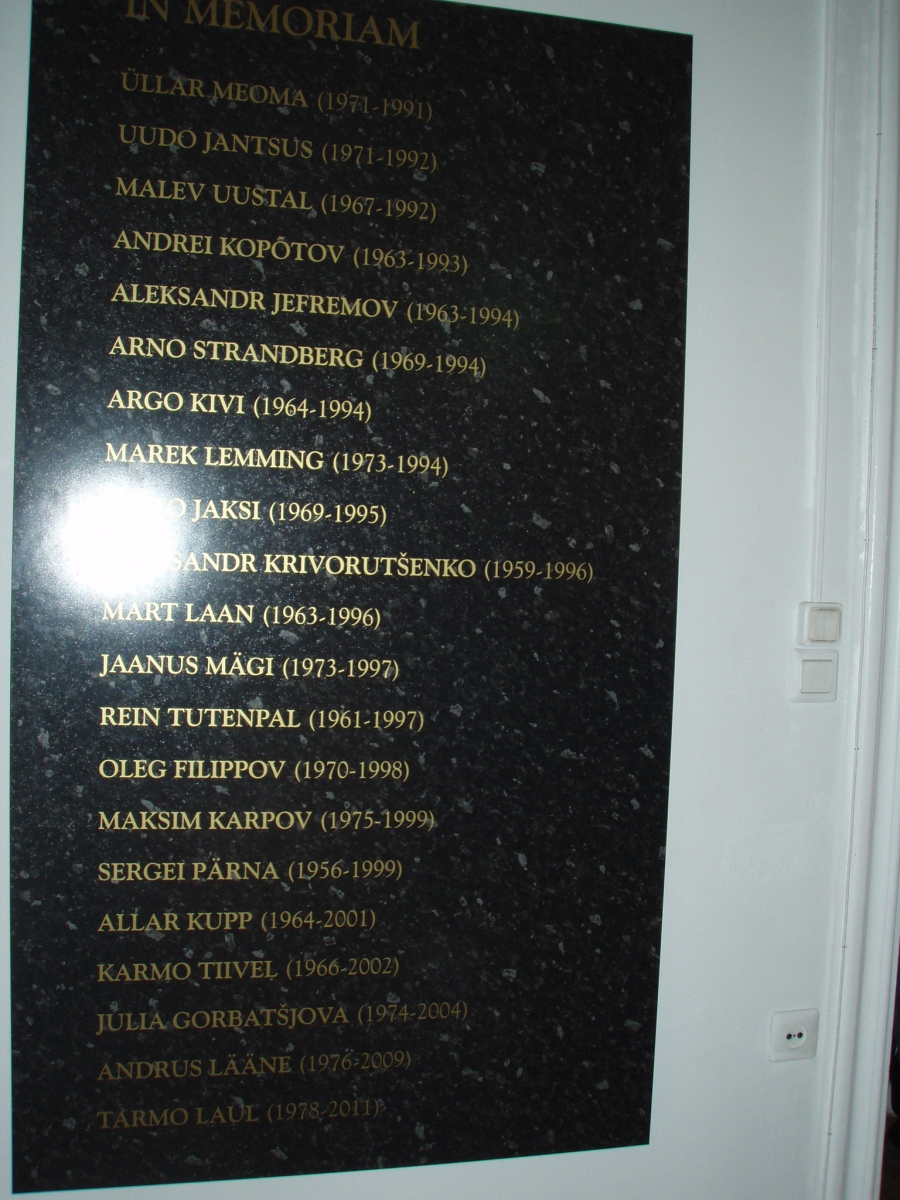 IN MEMORIAM
ÜLLAR MEOMA (1971-1991)
UUDO JANTSUS (1971-1992)
MALEV UUSTAL (1967-1992)
ANDREI KOPÕTOV (1963-1993)
ALEKSANDR JEFREMOV (1963-1994)
ARNO STRANDBERG (1969-1994)
ARGO KIVI (1964-1994)
MAREK LEMMING (1973-1994)
JAKSI (1969-1995)
KRIVORUTŠENKO (1959-1996)
MART LAAN (1963-1996)
JAANUS MÄGI (1973-1997)
REIN TUTENPAL (1961-1997)
OLEG FILIPPOV (1970-1998)
MAKSIM KARPOV (1975-1999)
SERGEI PÄRNA (1956-1999)
ALLAR KUPP (1964-2001)
KARMO TIIVEL (1966-2002)
JULIA GORBATŠJOVA (1974-2004)
ANDRUS LÄÄNE (1976-2009)
TARMO LAUL (1978-2011)